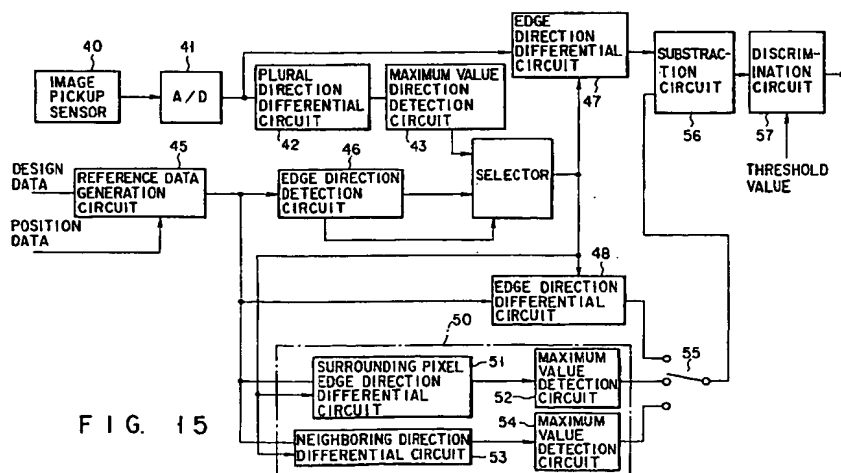 40
IMAGE
PICKUP
SENSOR
41
A/D
PLURAL
DIRECTION
DIFFERENTIAL
CIRCUIT
42
MAXIMUM VALUE
DIRECTION
DETECTION
CIRCUIT
43
EDGE
DIRECTION
DIFFERENTIAL
CIRCUIT
47
SUBSTRAC-
TION
CIRCUIT
56
DISCRIM-
INATION
CIRCUIT
57
THRESHOLD
VALUE
DESIGN
DATA
POSITION
DATA
45
REFERENCE DATA
GENERATION
CIRCUIT
46
EDGE DIRECTION
DETECTION
CIRCUIT
SELECTOR
48
EDGE DIRECTION
DIFFERENTIAL
CIRCUIT
50
51
SURROUNDING PIXEL
EDGE DIRECTION
DIFFERENTIAL
CIRCUIT
MAXIMUM
VALUE
DETECTION
CIRCUIT
52
55
NEIGHBORING DIRECTION
DIFFERENTIAL CIRCUIT
53
54
MAXIMUM
VALUE
DETECTION
CIRCUIT
FIG. 15